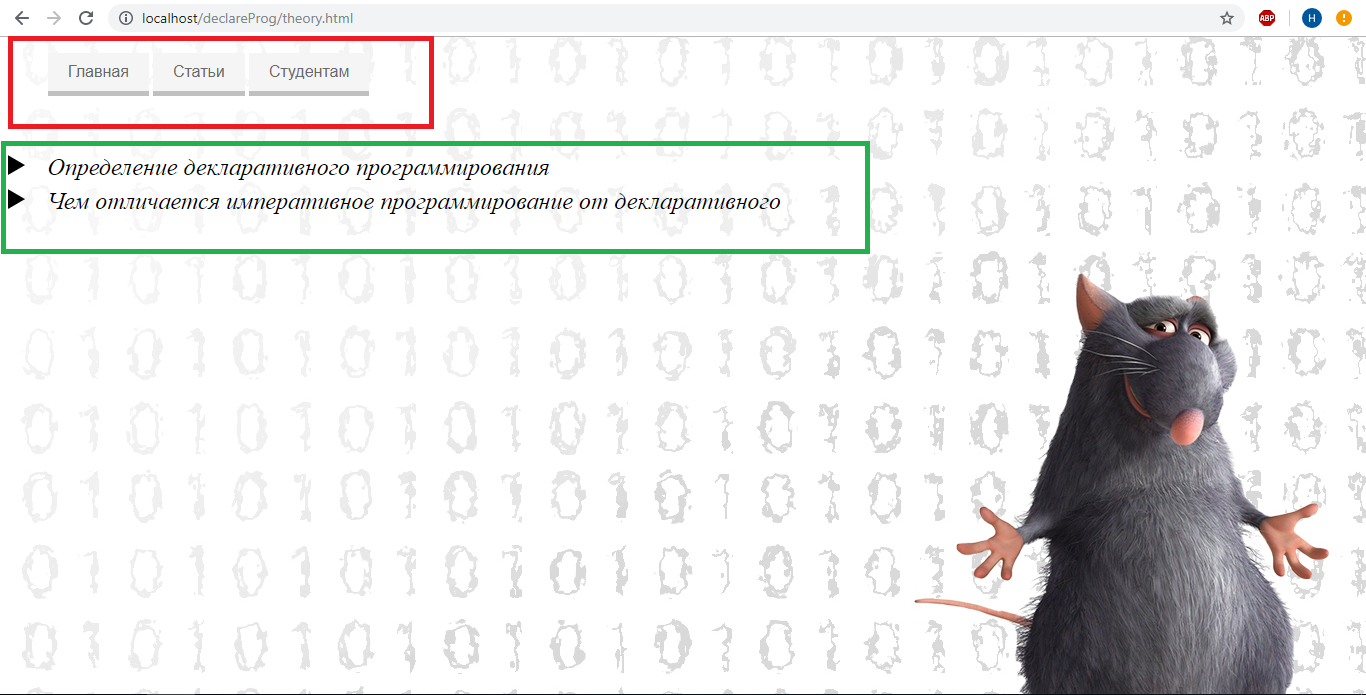 localhost/declareProg/theory.html
ABP
H
Главная Статьи Студентам
Определение декларативного программирования
Чем отличается императивное программирование от декларативного